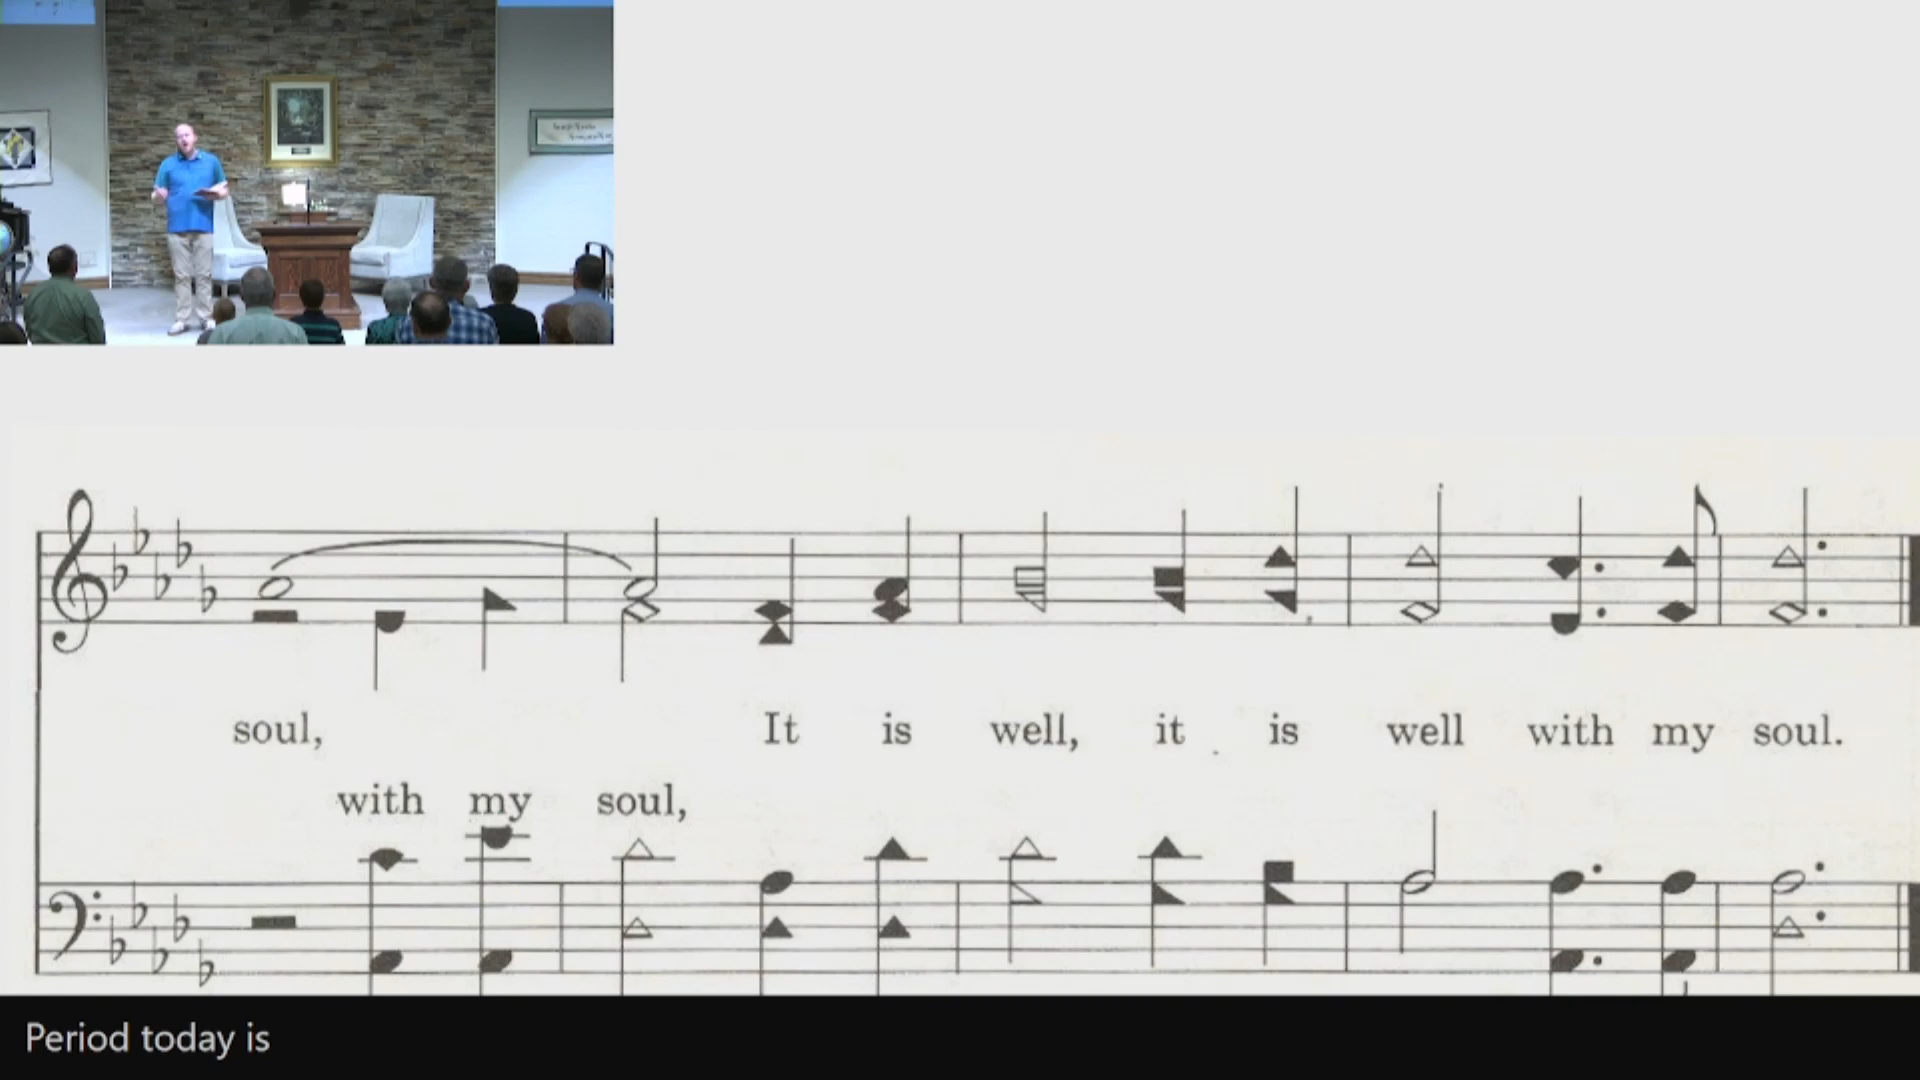 soul, It is well, it is well with my soul.
with my soul,
Period today is